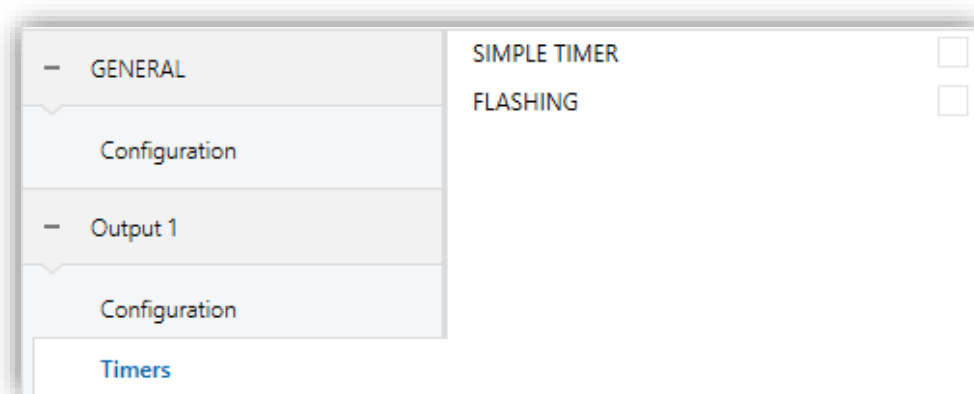 GENERAL
Configuration
Output 1
Configuration
Timers
SIMPLE TIMER
FLASHING